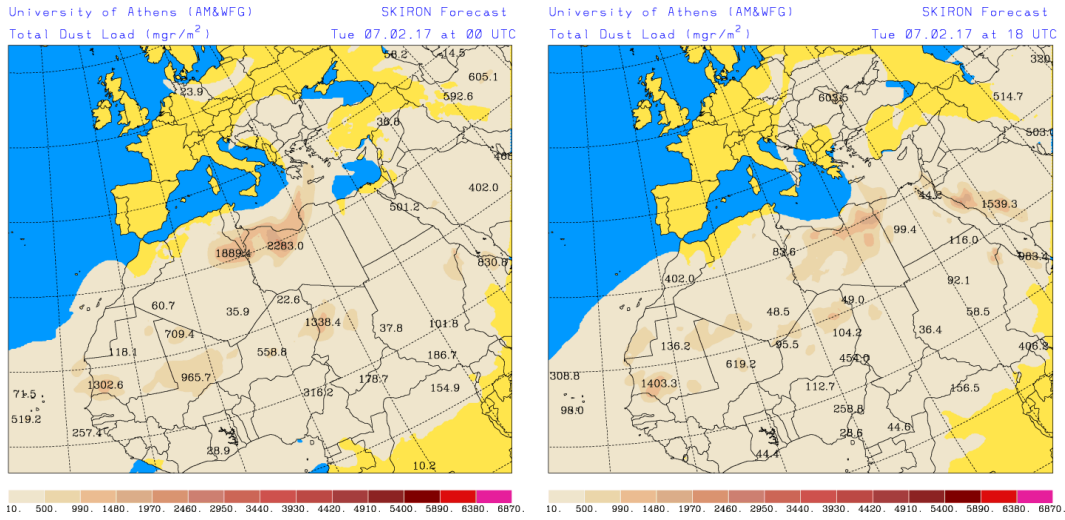 University of Athens (AM&WFG) SKIRON Forecast
Total Dust Load (mgr/m²) Tue 07.02.17 at 00 UTC
58.2 14.5
605.1
23.9 592.6
36.8
402.0
501.2
1889.4 2283.0
830.8
60.7 35.9 22.6
709.4 1338.4 37.8 101.8
118.1 558.8 186.7
71.5 1302.6 965.7 316.2 178.7 154.9
519.2
257.4
28.9
10.2
10. 500. 990. 1480. 1970. 2460. 2950. 3440. 3930. 4420. 4910. 5400. 5890. 6380. 6870.
University of Athens (AM&WFG) SKIRON Forecast
Total Dust Load (mgr/m²) Tue 07.02.17 at 18 UTC
320.
603.5 514.7
503.0
44.2 1539.3
99.4
83.6 116.0
963.4
402.0 92.1
48.5 49.0 58.5
136.2 95.5 104.2 36.4
619.2 454.0 406.2
308.8 1403.3 112.7 156.5
98.0 258.8
28.6 44.6
0 44.4
10. 500. 990. 1480. 1970. 2460. 2950. 3440. 3930. 4420. 4910. 5400. 5890. 6380. 6870.